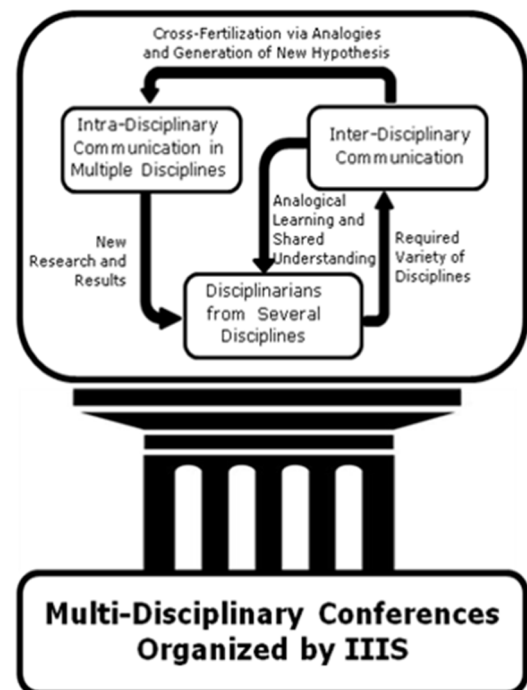 Cross-Fertilization via Analogies
and Generation of New Hypothesis
Intra-Disciplinary
Communication in
Multiple Disciplines
Inter-Disciplinary
Communication
New
Research and
Results
Analogical
Learning and
Shared
Understanding
Required
Variety of
Disciplines
Disciplinarians
from Several
Disciplines
Multi-Disciplinary Conferences
Organized by IIIS